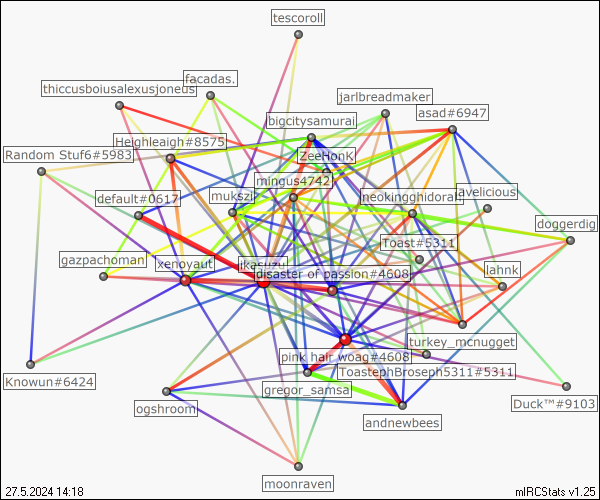 tescoroll
facadas.
thiccusboiusalexusjoneus
jarlbreadmaker
asad#6947
bigcitysamurai
Heighleaigh#8575
ZeeHonK
Random Stuf6#5983
mingus4742
default#0617
mukszi
neokingghidorah
avelicious
doggerdig
Toast#5311
gazpachoman
xenoyaut
ikazuzu
disaster of passion#4608
lahnk
turkey_mcnugget
pink hair woag#4608
ToastephBroseph5311#5311
Knowun#6424
gregor_samsa
ogshroom
andnewbees
Duck™#9103
moonraven
27.5.2024 14:18
mIRCStats v1.25